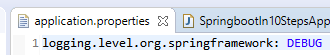 application.properties
SpringbootIn10StepsApp
1 logging.level.org.springframework: DEBUG